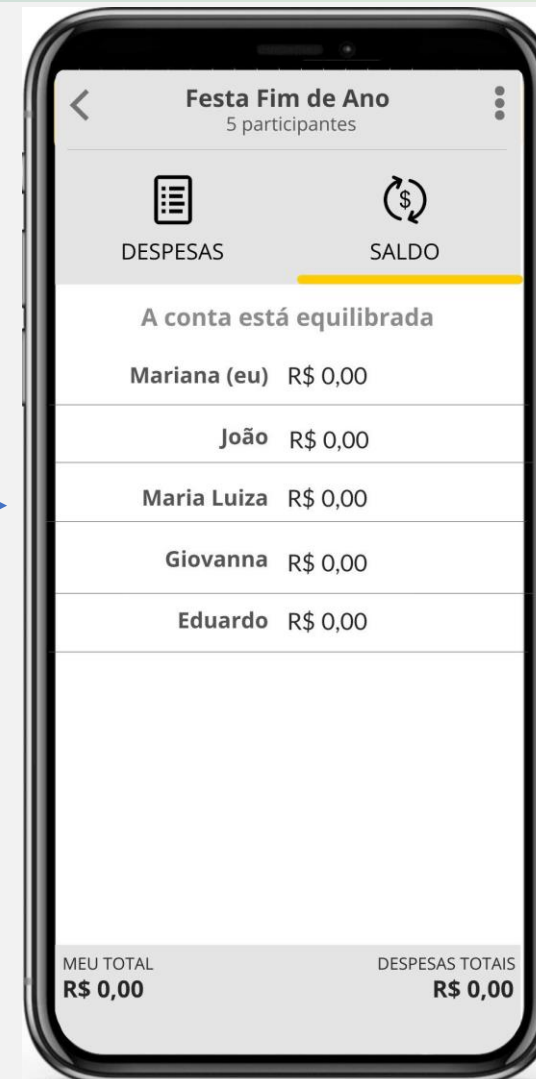 Festa Fim de Ano
5 participantes
DESPESAS SALDO
A conta está equilibrada
Mariana (eu) R$ 0,00
João R$ 0,00
Maria Luiza R$ 0,00
Giovanna R$ 0,00
Eduardo R$ 0,00
MEU TOTAL DESPESAS TOTAIS
R$ 0,00 R$ 0,00